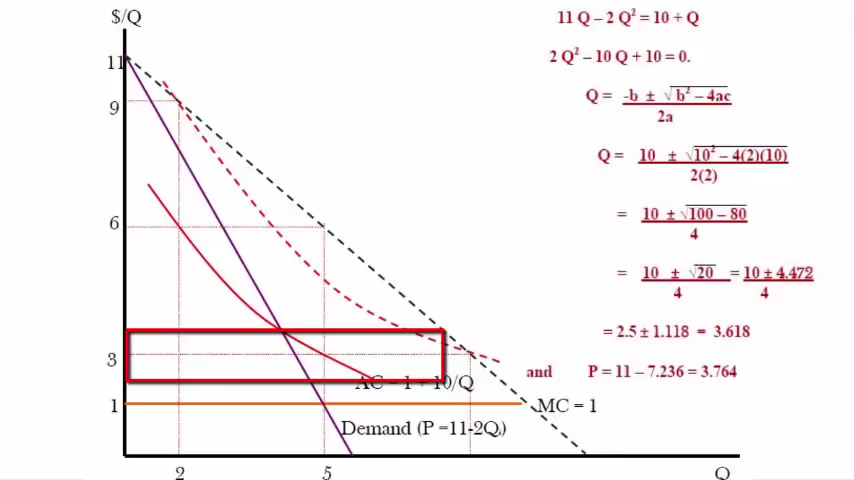 $/Q
11
9
6
3
1
2
5
Q
AC = 1 + 10/Q
MC = 1
Demand (P =11-2Q)
11 Q – 2 Q² = 10 + Q
2 Q² – 10 Q + 10 = 0.
Q = -b ± √b² – 4ac
2a
Q = 10 ± √10² – 4(2)(10)
2(2)
= 10 ± √100 – 80
4
= 10 ± √20 = 10 ± 4.472
4 4
= 2.5 ± 1.118 = 3.618
and P = 11 – 7.236 = 3.764